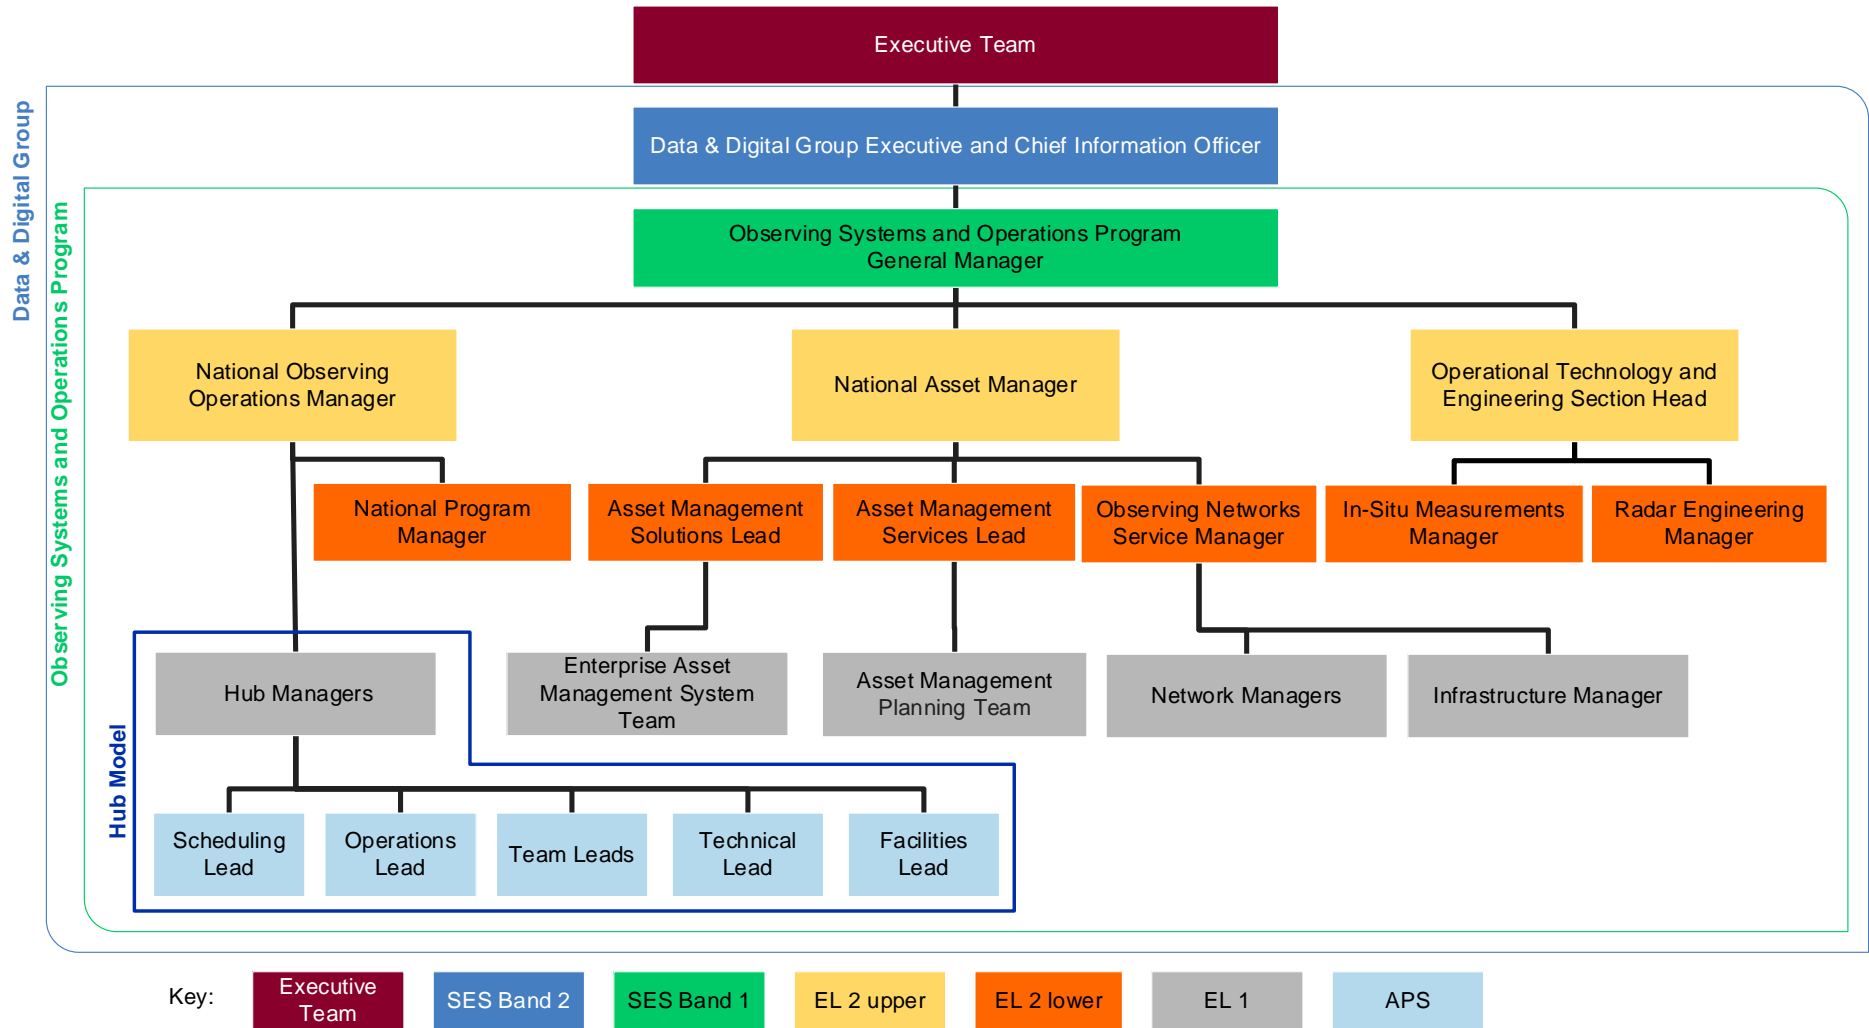 Executive Team
Data & Digital Group
Data & Digital Group Executive and Chief Information Officer
Observing Systems and Operations Program
Observing Systems and Operations Program
General Manager
National Observing
Operations Manager
National Asset Manager
Operational Technology and
Engineering Section Head
National Program
Manager
Asset Management
Solutions Lead
Asset Management
Services Lead
Observing Networks
Service Manager
In-Situ Measurements
Manager
Radar Engineering
Manager
Hub Model
Hub Managers
Enterprise Asset
Management System
Team
Asset Management
Planning Team
Network Managers
Infrastructure Manager
Scheduling
Lead
Operations
Lead
Team Leads
Technical
Lead
Facilities
Lead
Key:
Executive
Team
SES Band 2
SES Band 1
EL 2 upper
EL 2 lower
EL 1
APS